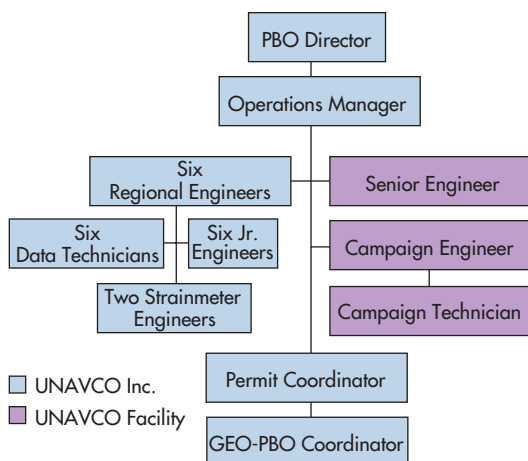 PBO Director
Operations Manager
Six
Regional Engineers
Senior Engineer
Six
Data Technicians
Six Jr.
Engineers
Campaign Engineer
Two Strainmeter
Engineers
Campaign Technician
Permit Coordinator
UNAVCO Inc.
UNAVCO Facility
GEO-PBO Coordinator